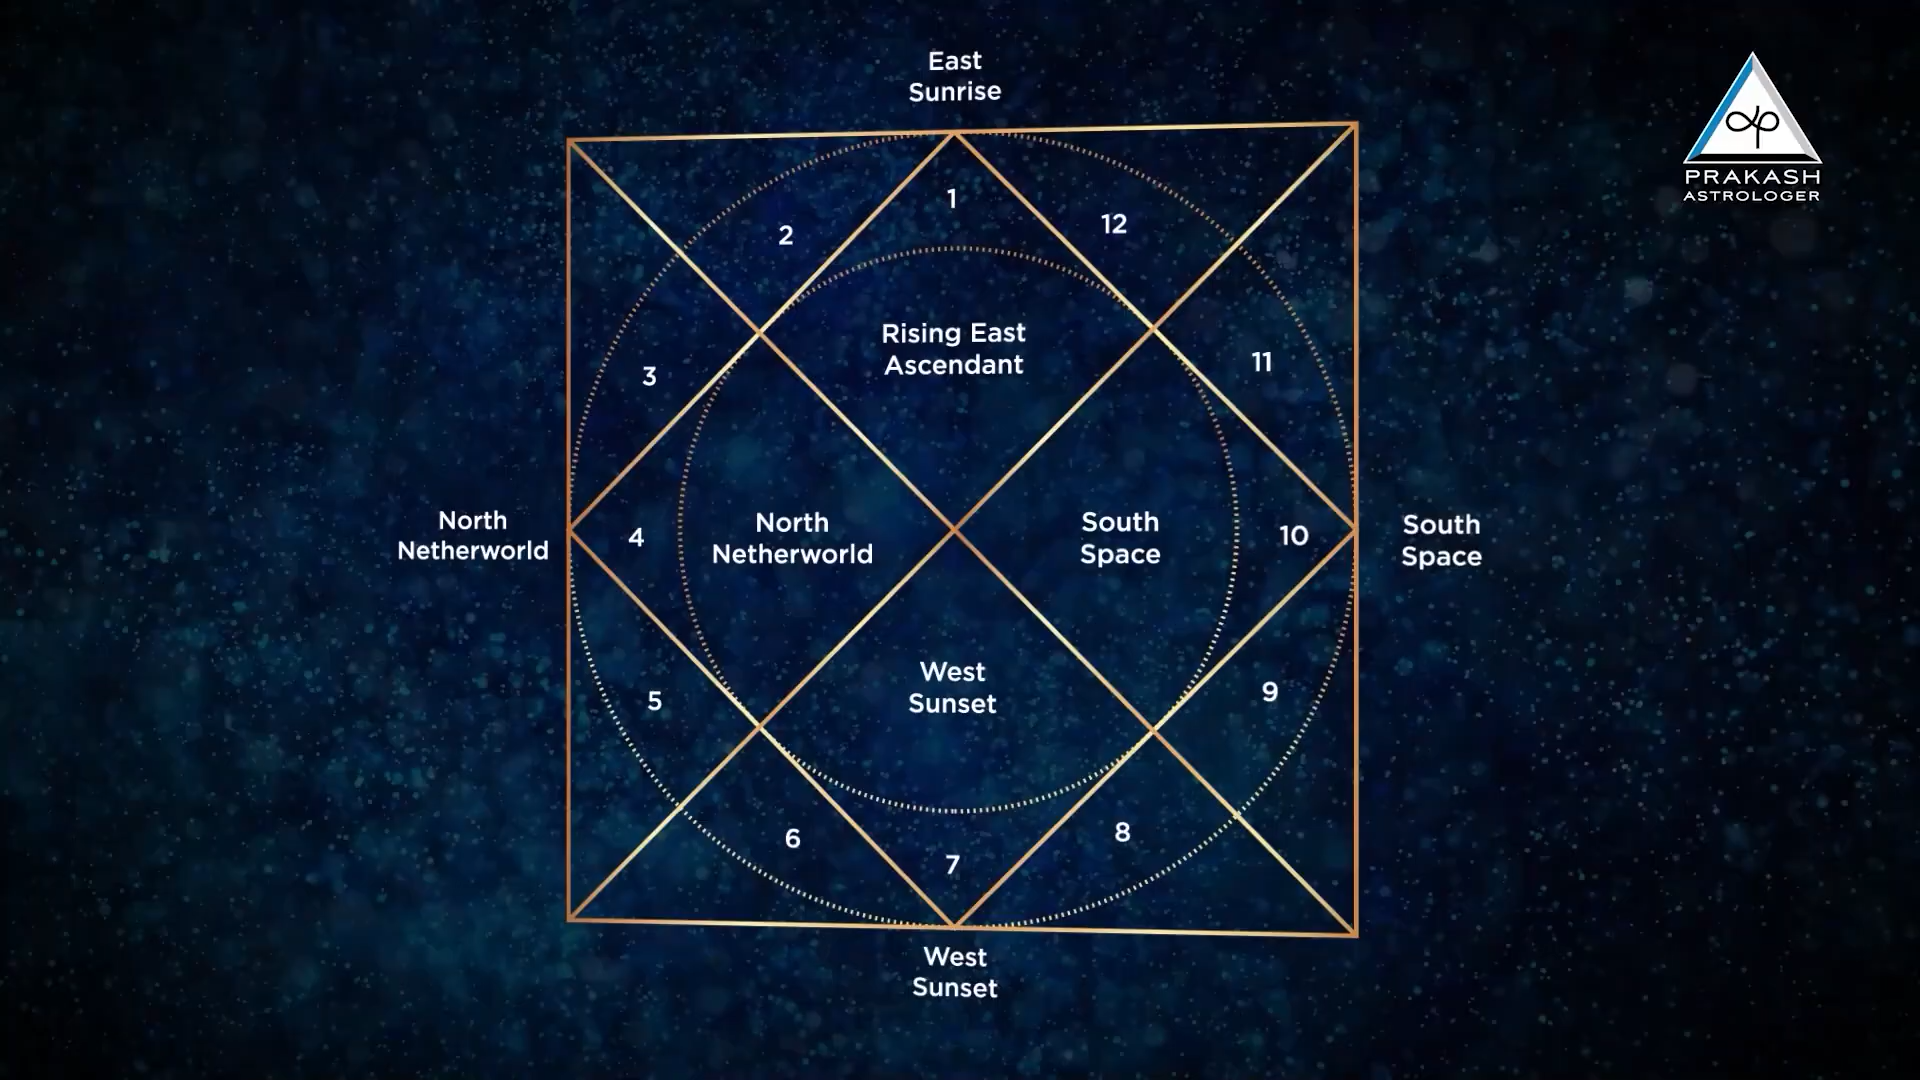 East
Sunrise
PRAKASH
ASTROLOGER
1
2
12
Rising East
Ascendant
3
11
North
Netherworld
4
North
Netherworld
South
Space
10
South
Space
5
9
West
Sunset
6
8
7
West
Sunset